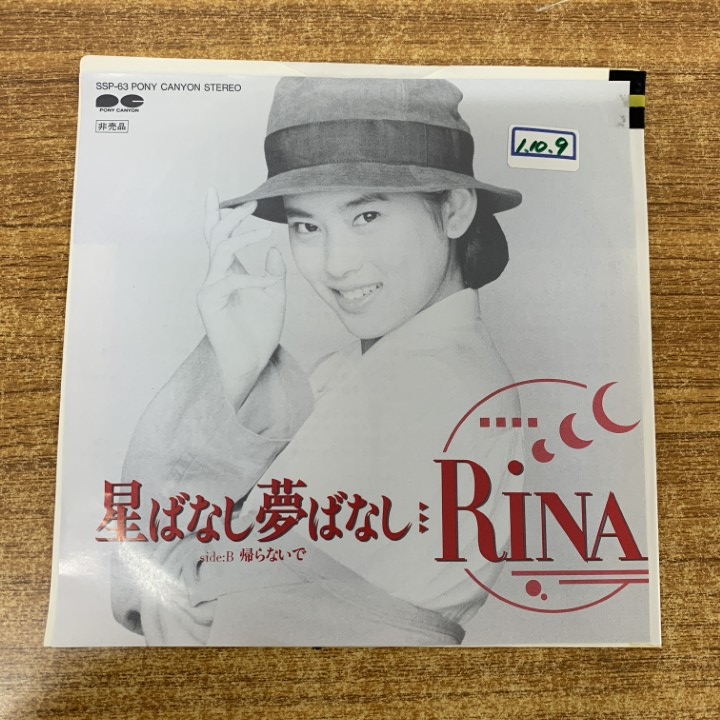 SSP-63 PONY CANYON STEREO
PONY CANYON
非売品
1.10.9
星ばなし夢ばなし
RiNA
side:B 帰らないで